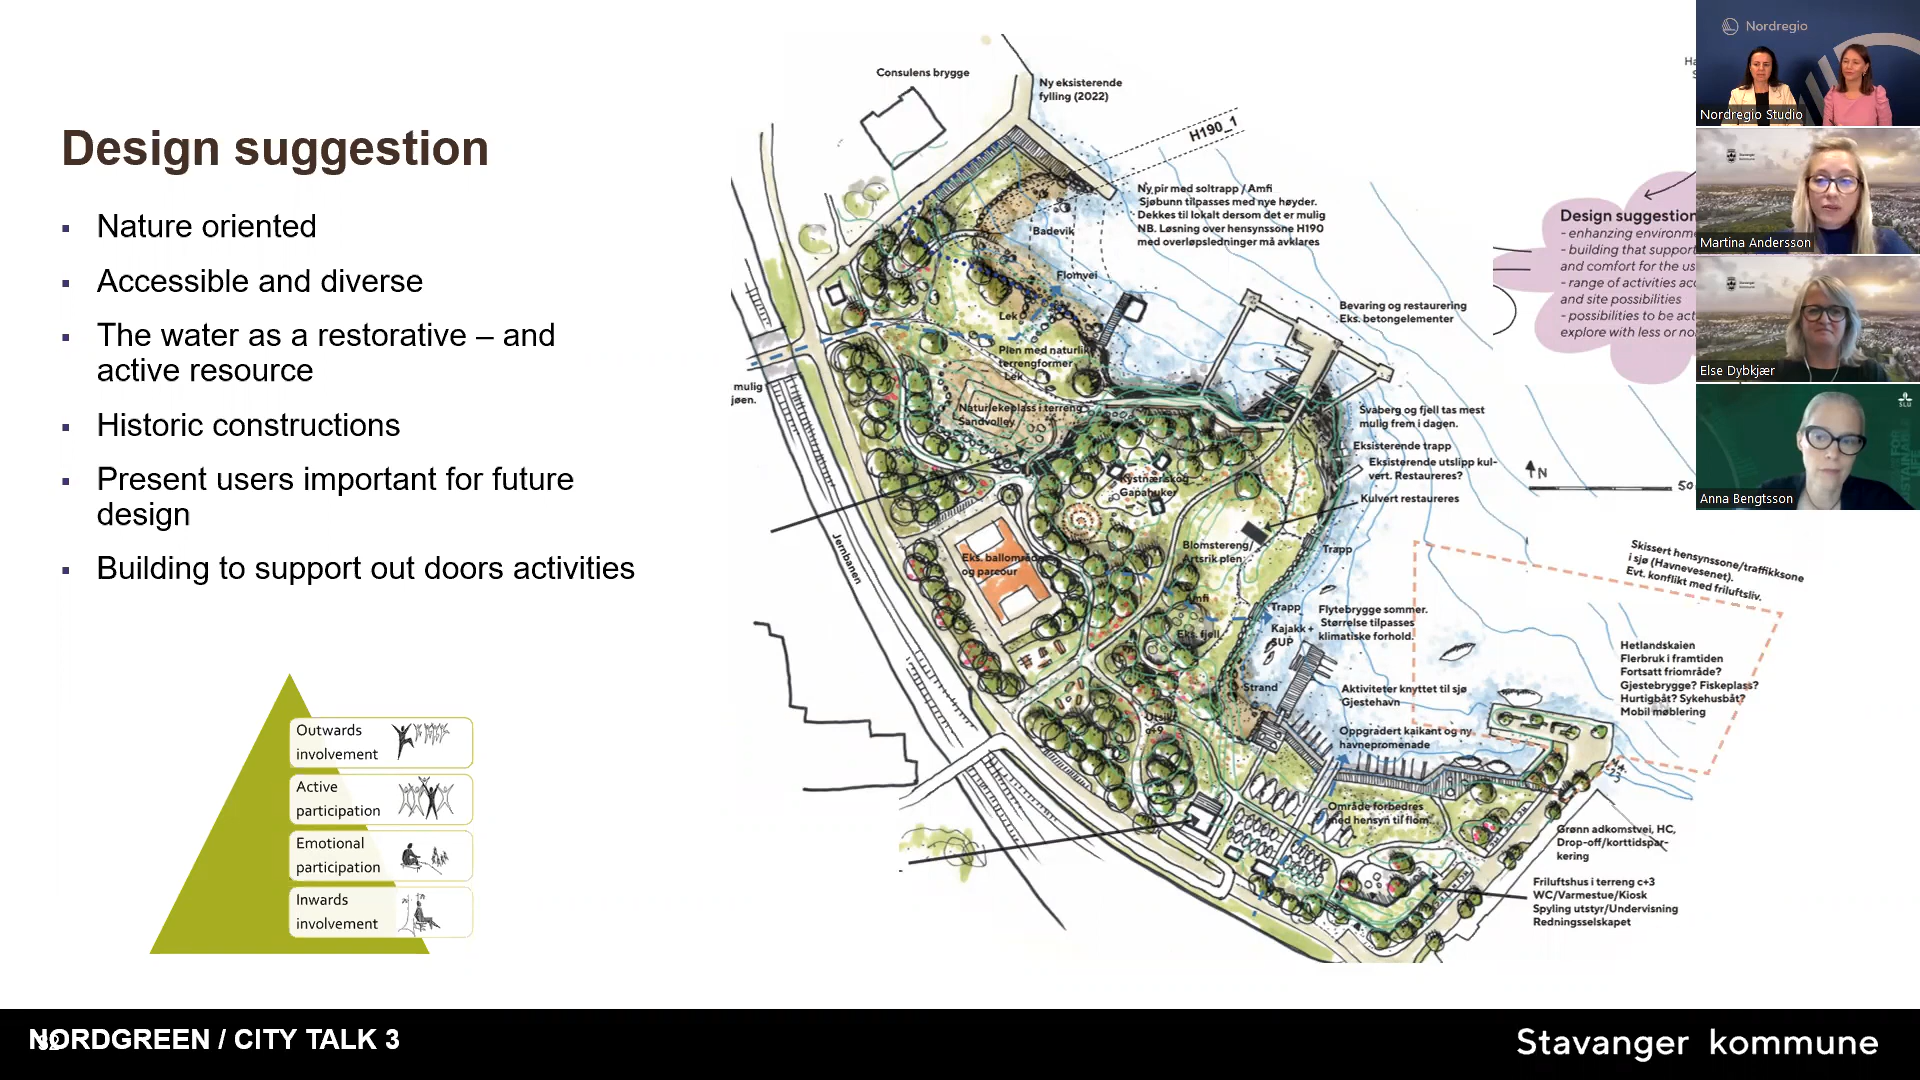 Design suggestion
Nature oriented
Accessible and diverse
The water as a restorative – and
active resource
Historic constructions
Present users important for future
design
Building to support out doors activities
Outwards
involvement
Active
participation
Emotional
participation
Inwards
involvement
Consulens brygge
Ny eksisterende
fylling (2022)
H190_1
Ny pir med soltrapp / Amfi
Sjøbunn tilpasses med nye høyder.
Dekkes til lokalt dersom det er mulig
NB. Løsning over hensynssone H190
med overløpsledninger må avklares
Badevik
Flomvei
Lek
Plen med naturlik
terrengformer
Lek
mulig
jøen.
Naturlekeplass i terreng
Sandvolley
Bevaring og restaurering
Eks. betongelementer
Svaberg og fjell tas mest
mulig frem i dagen.
Eksisterende trapp
Eksisterende utslipp kul-
vert. Restaureres?
Kulvert restaureres
Kystnærskog
Gapahuker
Jernbanen
Eks. ballområde
og parcour
Blomstereng/
Artsrik plen
Trapp
Amfi
Eks. fjell
Trapp
Kajakk +
SUP
Flytebrygge sommer.
Størrelse tilpasses
klimatiske forhold.
Strand
Utsikt
c+9
Aktiviteter knyttet til sjø
Gjestehavn
Oppgradert kaikant og ny
havnepromenade
Område forbedres
med hensyn til flom
N
50
Skissert hensynssone/traffikksone
i sjø (Havnevesenet).
Evt. konflikt med friluftsliv.
Hetlandskaien
Flerbruk i framtiden
Fortsatt friområde?
Gjestebrygge? Fiskeplass?
Hurtigbåt? Sykehusbåt?
Mobil møblering
Grønn adkomstvei, HC,
Drop-off/korttidspar-
kering
Friluftshus i terreng c+3
WC/Varmestue/Kiosk
Spyling utstyr/Undervisning
Redningsselskapet
Design suggestion
- enhancing environme
- building that support
and comfort for the us
- range of activities acc
and site possibilities
- possibilities to be act
explore with less or no
Nordregio
Nordregio Studio
Stavanger
kommune
Martina Andersson
Stavanger
kommune
Else Dybkjær
SLU
Anna Bengtsson
NORDGREEN / CITY TALK 3
Stavanger kommune